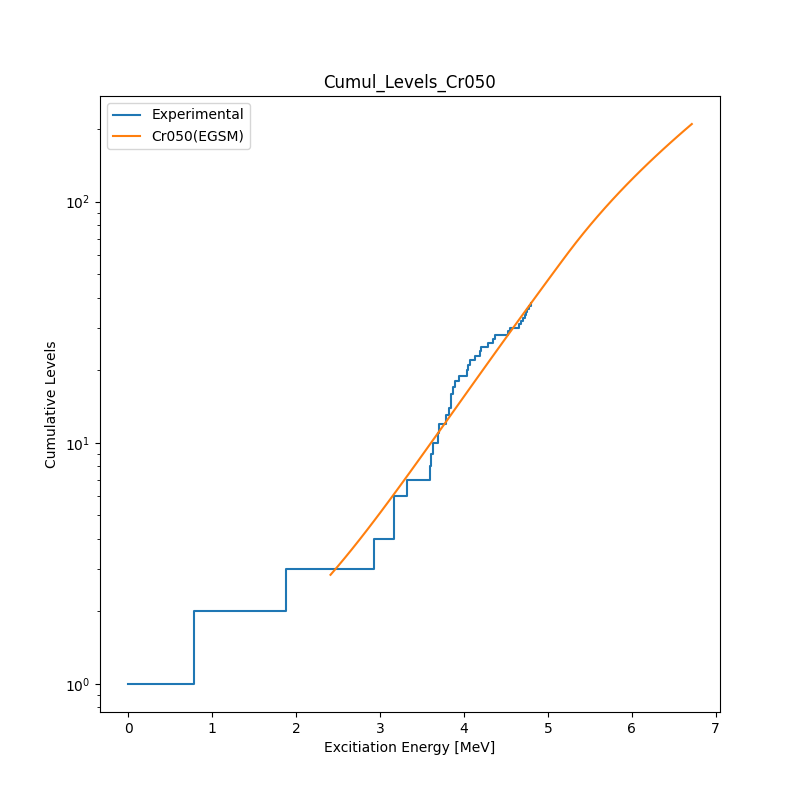 Cumul_Levels_Cr050
Experimental
Cr050(EGSM)
10²
10¹
10⁰
Cumulative Levels
0 1 2 3 4 5 6 7
Excitiation Energy [MeV]